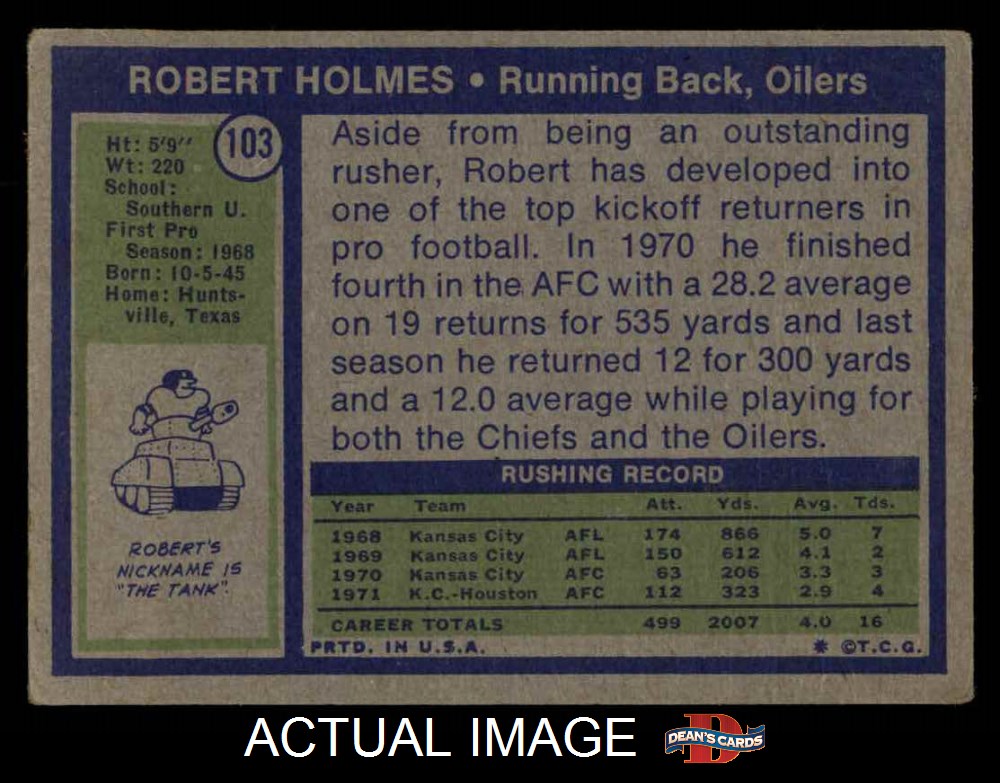 ROBERT HOLMES • Running Back, Oilers
103
Ht: 5'9''
Wt: 220
School:
Southern U.
First Pro
Season: 1968
Born: 10-5-45
Home: Hunts-
ville, Texas
ROBERT'S
NICKNAME IS
"THE TANK".
Aside from being an outstanding
rusher, Robert has developed into
one of the top kickoff returners in
pro football. In 1970 he finished
fourth in the AFC with a 28.2 average
on 19 returns for 535 yards and last
season he returned 12 for 300 yards
and a 12.0 average while playing for
both the Chiefs and the Oilers.
RUSHING RECORD
Year Team Att. Yds. Avg. Tds.
1968 Kansas City AFL 174 866 5.0 7
1969 Kansas City AFL 150 612 4.1 2
1970 Kansas City AFC 63 206 3.3 3
1971 K.C.-Houston AFC 112 323 2.9 4
CAREER TOTALS 499 2007 4.0 16
PRTD. IN U.S.A. * ©T.C.G.
ACTUAL IMAGE
D
DEAN'S CARDS